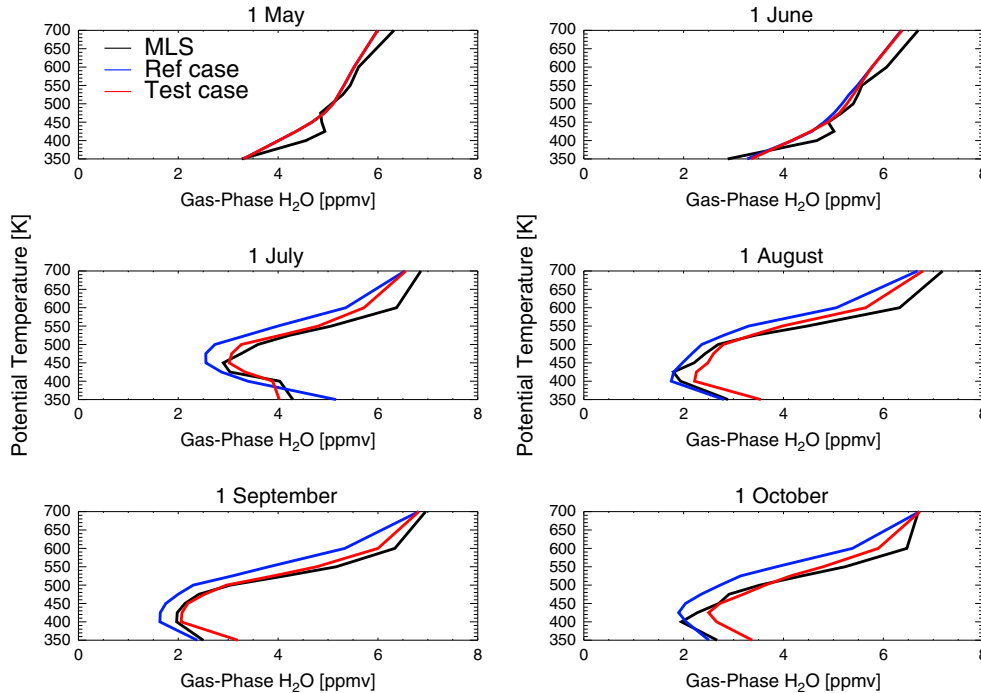 1 May
700
600
550
500
450
400
350
MLS
Ref case
Test case
0 2 4 6 8
Gas-Phase H₂O [ppmv]
1 June
700
600
550
500
450
400
350
0 2 4 6 8
Gas-Phase H₂O [ppmv]
Potential Temperature [K]
1 July
700
600
550
500
450
400
350
0 2 4 6 8
Gas-Phase H₂O [ppmv]
Potential Temperature [K]
1 August
700
600
550
500
450
400
350
0 2 4 6 8
Gas-Phase H₂O [ppmv]
1 September
700
600
550
500
450
400
350
0 2 4 6 8
Gas-Phase H₂O [ppmv]
1 October
700
600
550
500
450
400
350
0 2 4 6 8
Gas-Phase H₂O [ppmv]